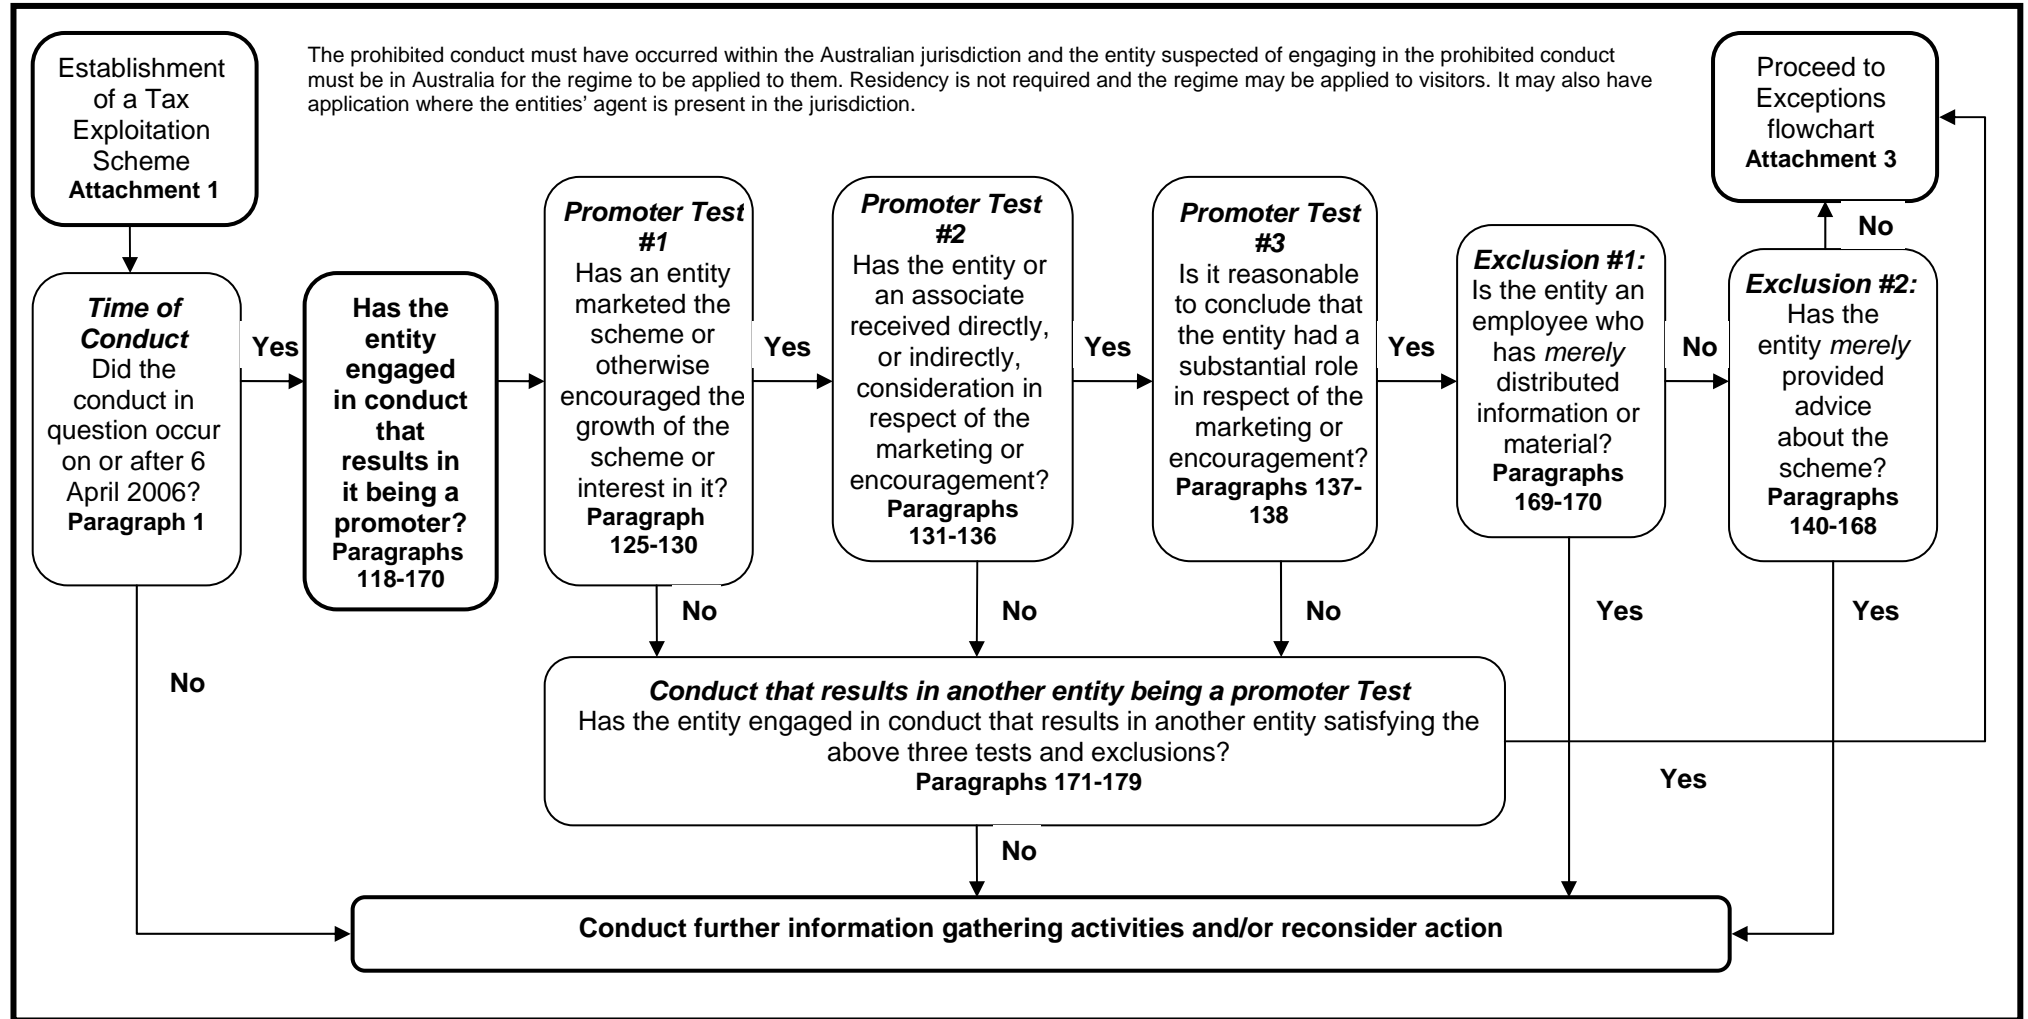 Establishment
of a Tax
Exploitation
Scheme
Attachment 1
The prohibited conduct must have occurred within the Australian jurisdiction and the entity suspected of engaging in the prohibited conduct
must be in Australia for the regime to be applied to them. Residency is not required and the regime may be applied to visitors. It may also have
application where the entities’ agent is present in the jurisdiction.
Proceed to
Exceptions
flowchart
Attachment 3
Time of
Conduct
Did the
conduct in
question occur
on or after 6
April 2006?
Paragraph 1
Yes
No
Has the
entity
engaged
in conduct
that
results in
it being a
promoter?
Paragraphs
118-170
Promoter Test
#1
Has an entity
marketed the
scheme or
otherwise
encouraged the
growth of the
scheme or
interest in it?
Paragraph
125-130
Yes
No
Promoter Test
#2
Has the entity or
an associate
received directly,
or indirectly,
consideration in
respect of the
marketing or
encouragement?
Paragraphs
131-136
Yes
No
Promoter Test
#3
Is it reasonable
to conclude that
the entity had a
substantial role
in respect of the
marketing or
encouragement?
Paragraphs 137-
138
Yes
No
Exclusion #1:
Is the entity an
employee who
has merely
distributed
information or
material?
Paragraphs
169-170
No
Yes
Exclusion #2:
Has the
entity merely
provided
advice
about the
scheme?
Paragraphs
140-168
No
Yes
Conduct that results in another entity being a promoter Test
Has the entity engaged in conduct that results in another entity satisfying the
above three tests and exclusions?
Paragraphs 171-179
Yes
No
Conduct further information gathering activities and/or reconsider action